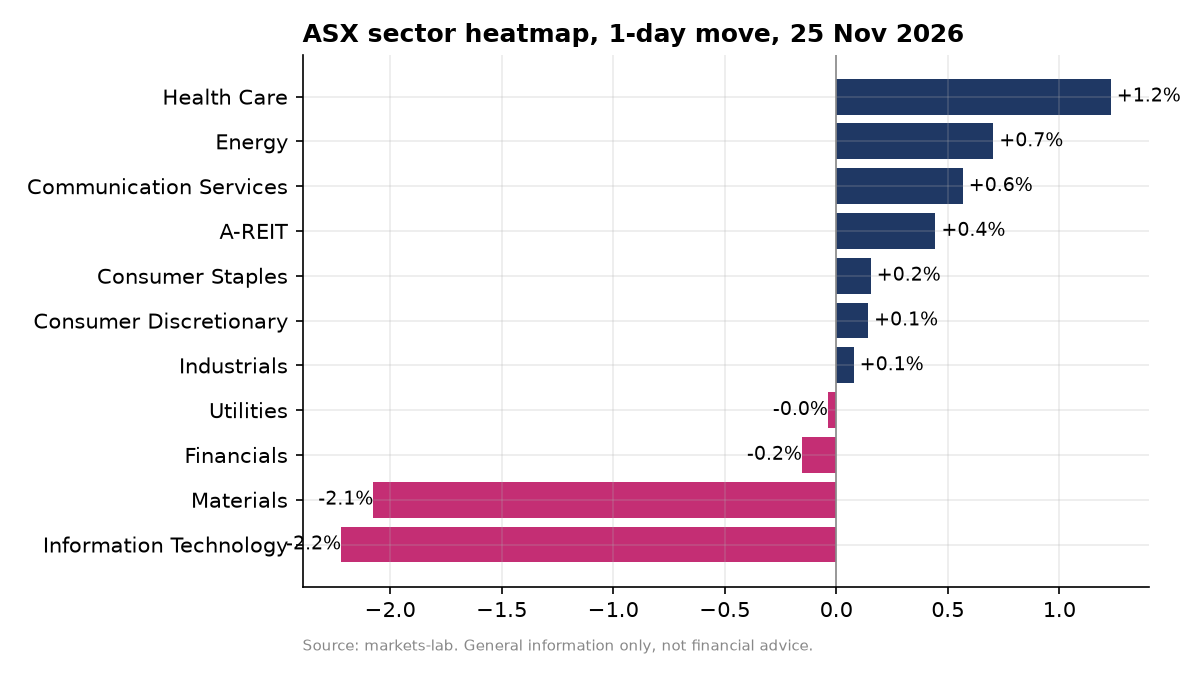 ASX sector heatmap, 1-day move, 25 Nov 2026
Health Care +1.2%
Energy +0.7%
Communication Services +0.6%
A-REIT +0.4%
Consumer Staples +0.2%
Consumer Discretionary +0.1%
Industrials +0.1%
Utilities -0.0%
Financials -0.2%
Materials -2.1%
Information Technology -2.2%
−2.0 −1.5 −1.0 −0.5 0.0 0.5 1.0
Source: markets-lab. General information only, not financial advice.